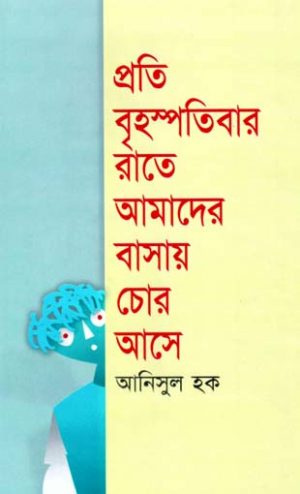 প্রতি
বৃহস্পতিবার
রাতে
আমাদের
বাসায়
চোর
আসে
আনিসুল হক